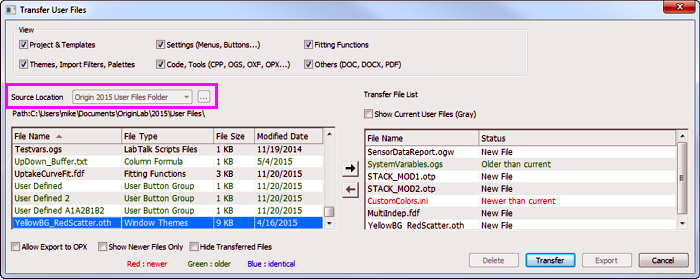 Transfer User Files
View
Project & Templates
Settings (Menus, Buttons...)
Fitting Functions
Themes, Import Filters, Palettes
Code, Tools (CPP, OGS, OXF, OPX...)
Others (DOC, DOCX, PDF)
Source Location Origin 2015 User Files Folder ...
Path:C:\Users\mike\Documents\OriginLab\2015\User Files\
File Name File Type File Size Modified Date
Testvars.ogs LabTalk Scripts Files 1 KB 11/19/2014
UpDown_Buffer.txt Column Formula 1 KB 5/4/2015
UptakeCurveFit.fdf Fitting Functions 3 KB 11/20/2015
User Defined User Button Group 1 KB 11/20/2015
User Defined 2 User Button Group 1 KB 11/20/2015
User Defined A1A2B1B2 User Button Group 1 KB 11/20/2015
YellowBG_RedScatter.oth Window Themes 9 KB 4/16/2015
Transfer File List
Show Current User Files (Gray)
File Name Status
SensorDataReport.ogw New File
SystemVariables.ogs Older than current
STACK_MOD1.otp New File
STACK_MOD2.otp New File
CustomColors.ini Newer than current
MultiIndep.fdf New File
YellowBG_RedScatter.oth New File
Allow Export to OPX
Show Newer Files Only
Hide Transferred Files
Red : newer Green : older Blue : identical
Delete Transfer Export Cancel